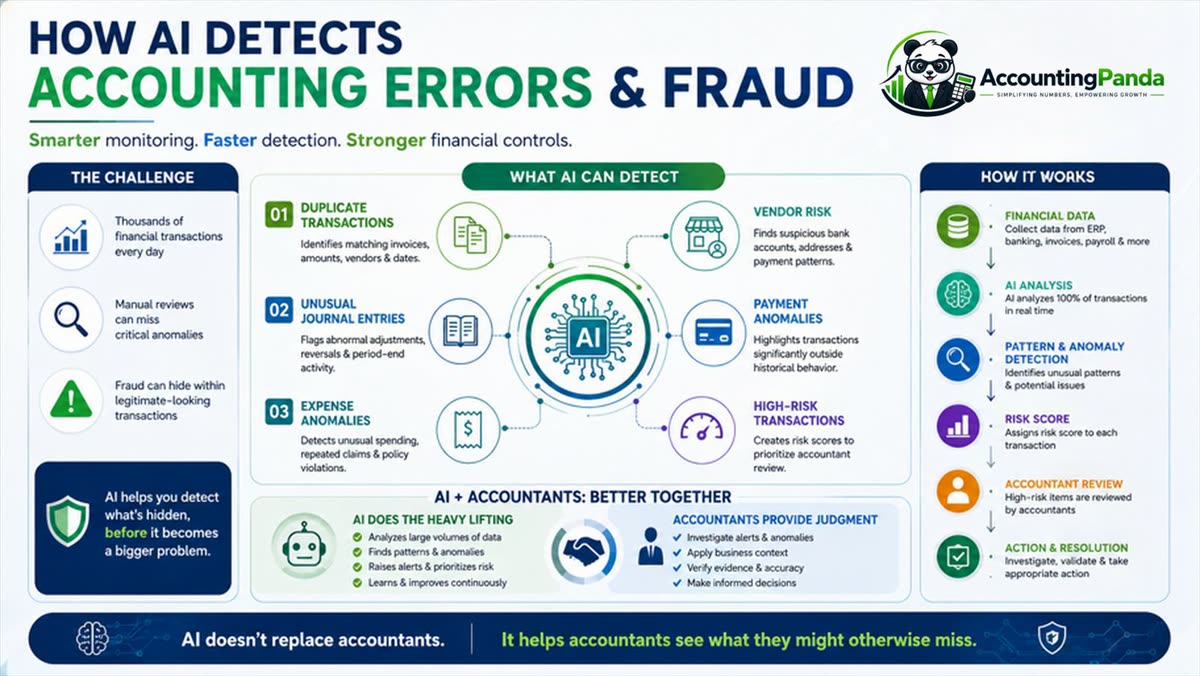 HOW AI DETECTS
ACCOUNTING ERRORS & FRAUD
Smarter monitoring. Faster detection. Stronger financial controls.
AccountingPanda
SIMPLIFYING NUMBERS, EMPOWERING GROWTH
THE CHALLENGE
Thousands of
financial transactions
every day
Manual reviews
can miss
critical anomalies
Fraud can hide within
legitimate-looking
transactions
AI helps you detect
what's hidden,
before it becomes
a bigger problem.
WHAT AI CAN DETECT
01
DUPLICATE
TRANSACTIONS
Identifies matching invoices,
amounts, vendors & dates.
02
UNUSUAL
JOURNAL ENTRIES
Flags abnormal adjustments,
reversals & period-end
activity.
03
EXPENSE
ANOMALIES
Detects unusual spending,
repeated claims & policy
violations.
$
AI
VENDOR RISK
Finds suspicious bank
accounts, addresses &
payment patterns.
PAYMENT
ANOMALIES
Highlights transactions
significantly outside
historical behavior.
HIGH-RISK
TRANSACTIONS
Creates risk scores to
prioritize accountant
review.
AI + ACCOUNTANTS: BETTER TOGETHER
AI DOES THE HEAVY LIFTING
Analyzes large volumes of data
Finds patterns & anomalies
Raises alerts & prioritizes risk
Learns & improves continuously
ACCOUNTANTS PROVIDE JUDGMENT
Investigate alerts & anomalies
Apply business context
Verify evidence & accuracy
Make informed decisions
HOW IT WORKS
FINANCIAL DATA
Collect data from ERP,
banking, invoices, payroll & more
AI ANALYSIS
AI analyzes 100% of transactions
in real time
PATTERN & ANOMALY
DETECTION
Identifies unusual patterns
& potential issues
RISK SCORE
Assigns risk score to each
transaction
ACCOUNTANT REVIEW
High-risk items are reviewed
by accountants
ACTION & RESOLUTION
Investigate, validate & take
appropriate action
AI doesn't replace accountants.
It helps accountants see what they might otherwise miss.